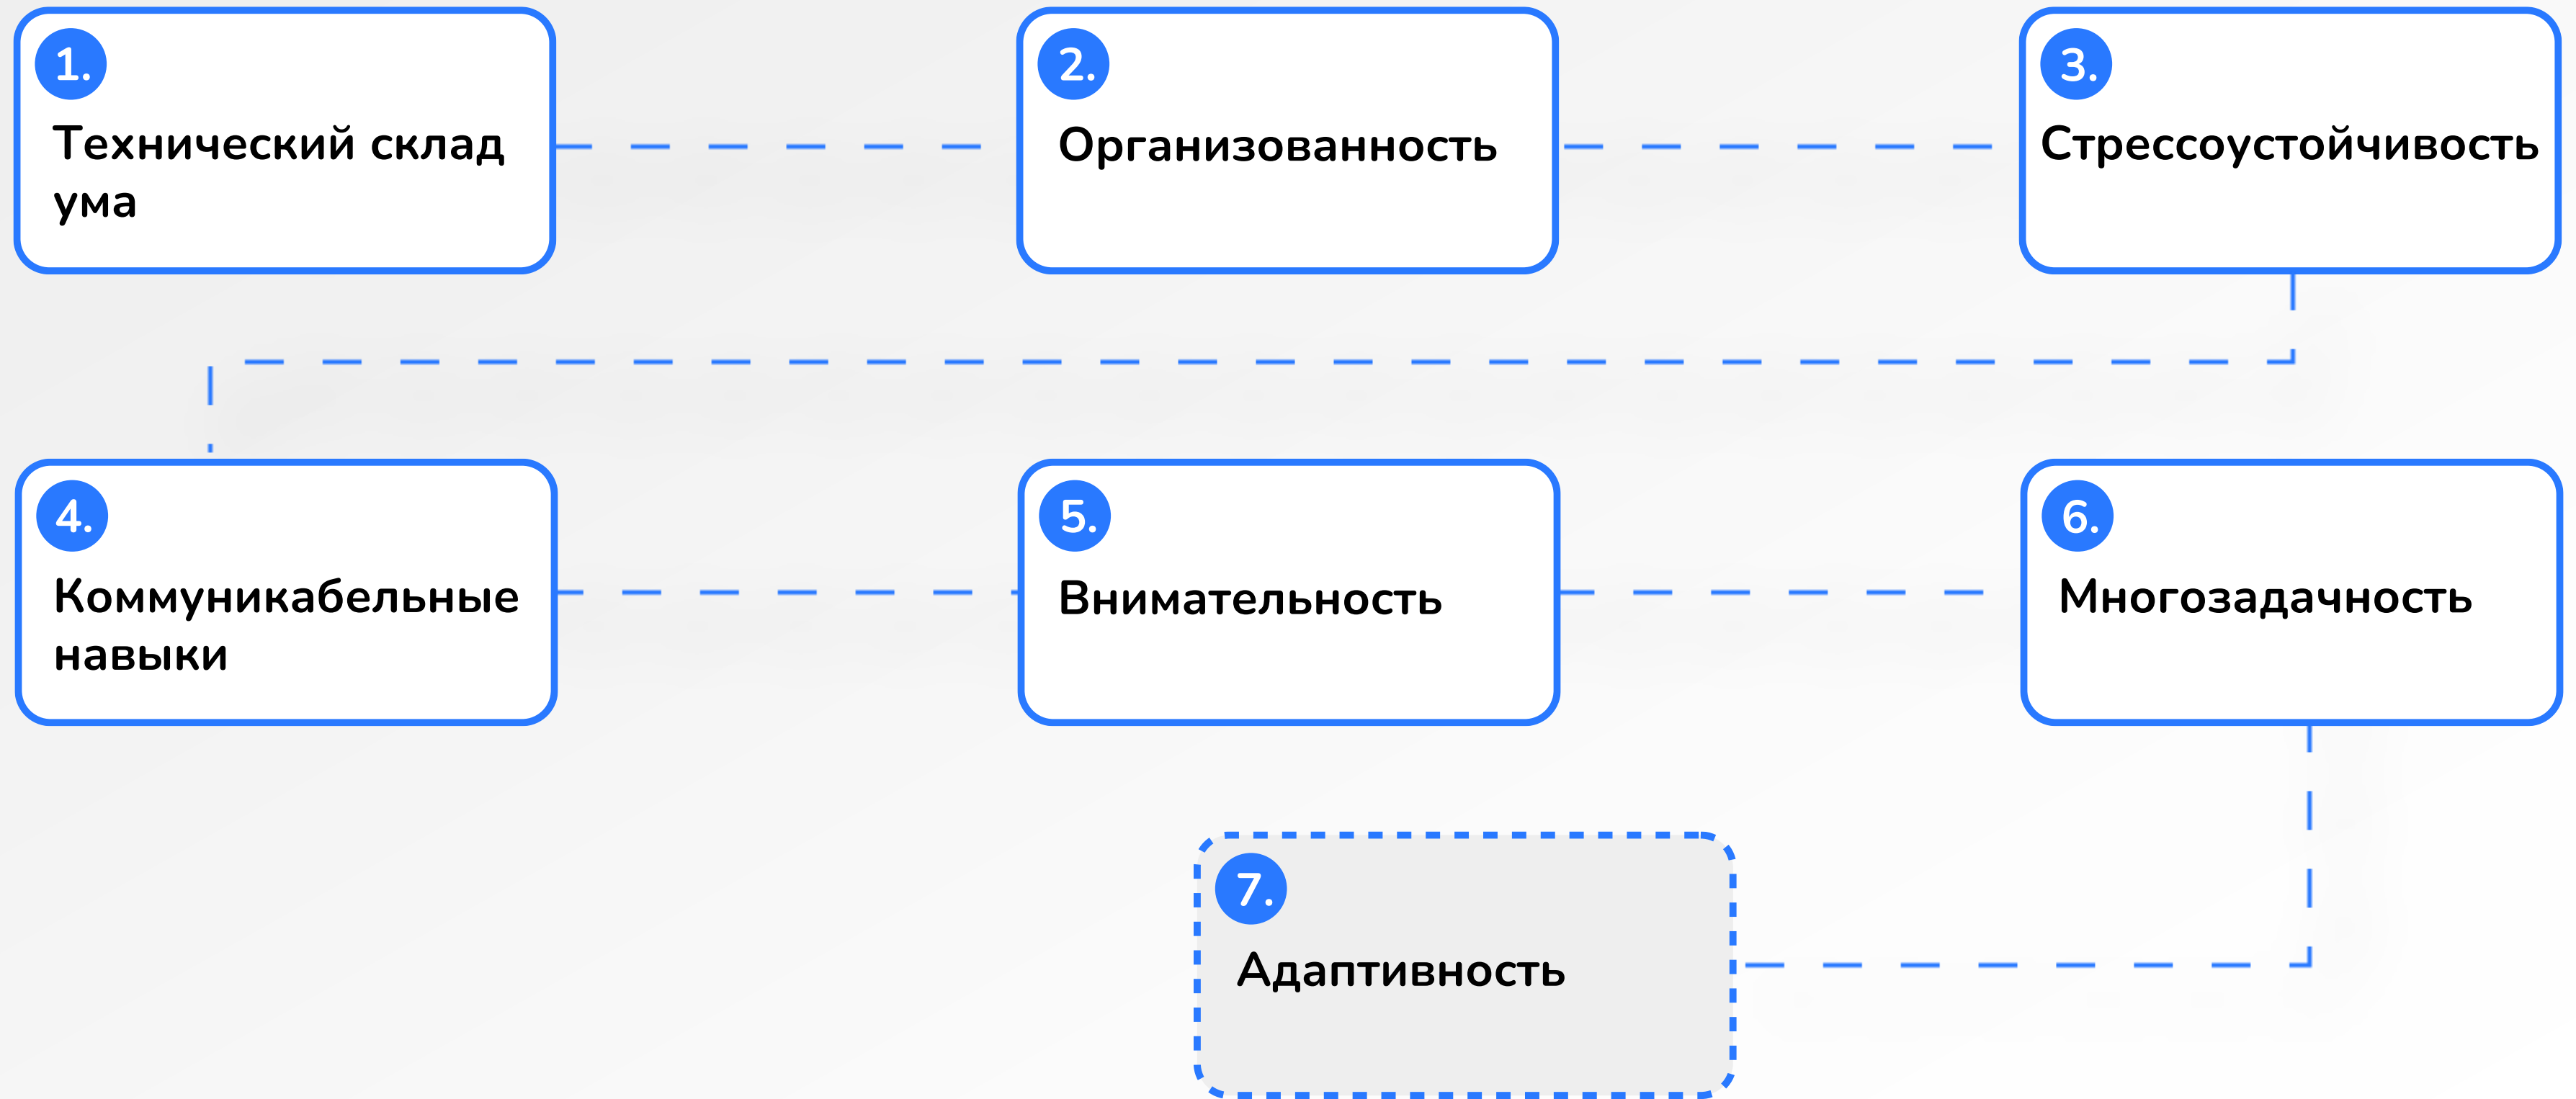 1.
Технический склад
ума
2.
Организованность
3.
Стрессоустойчивость
4.
Коммуникабельные
навыки
5.
Внимательность
6.
Многозадачность
7.
Адаптивность